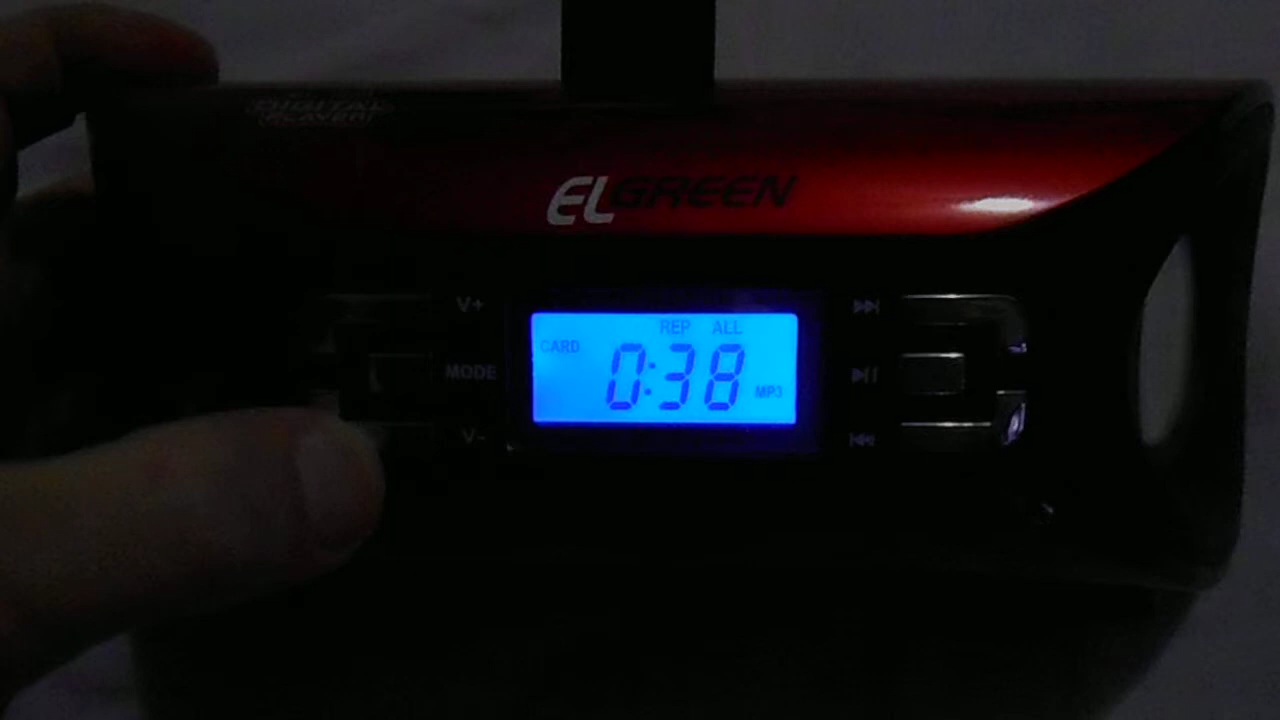 DIGITAL
PLAYER
ELGREEN
V+
MODE
V-
REP ALL
CARD
0:38
MP3